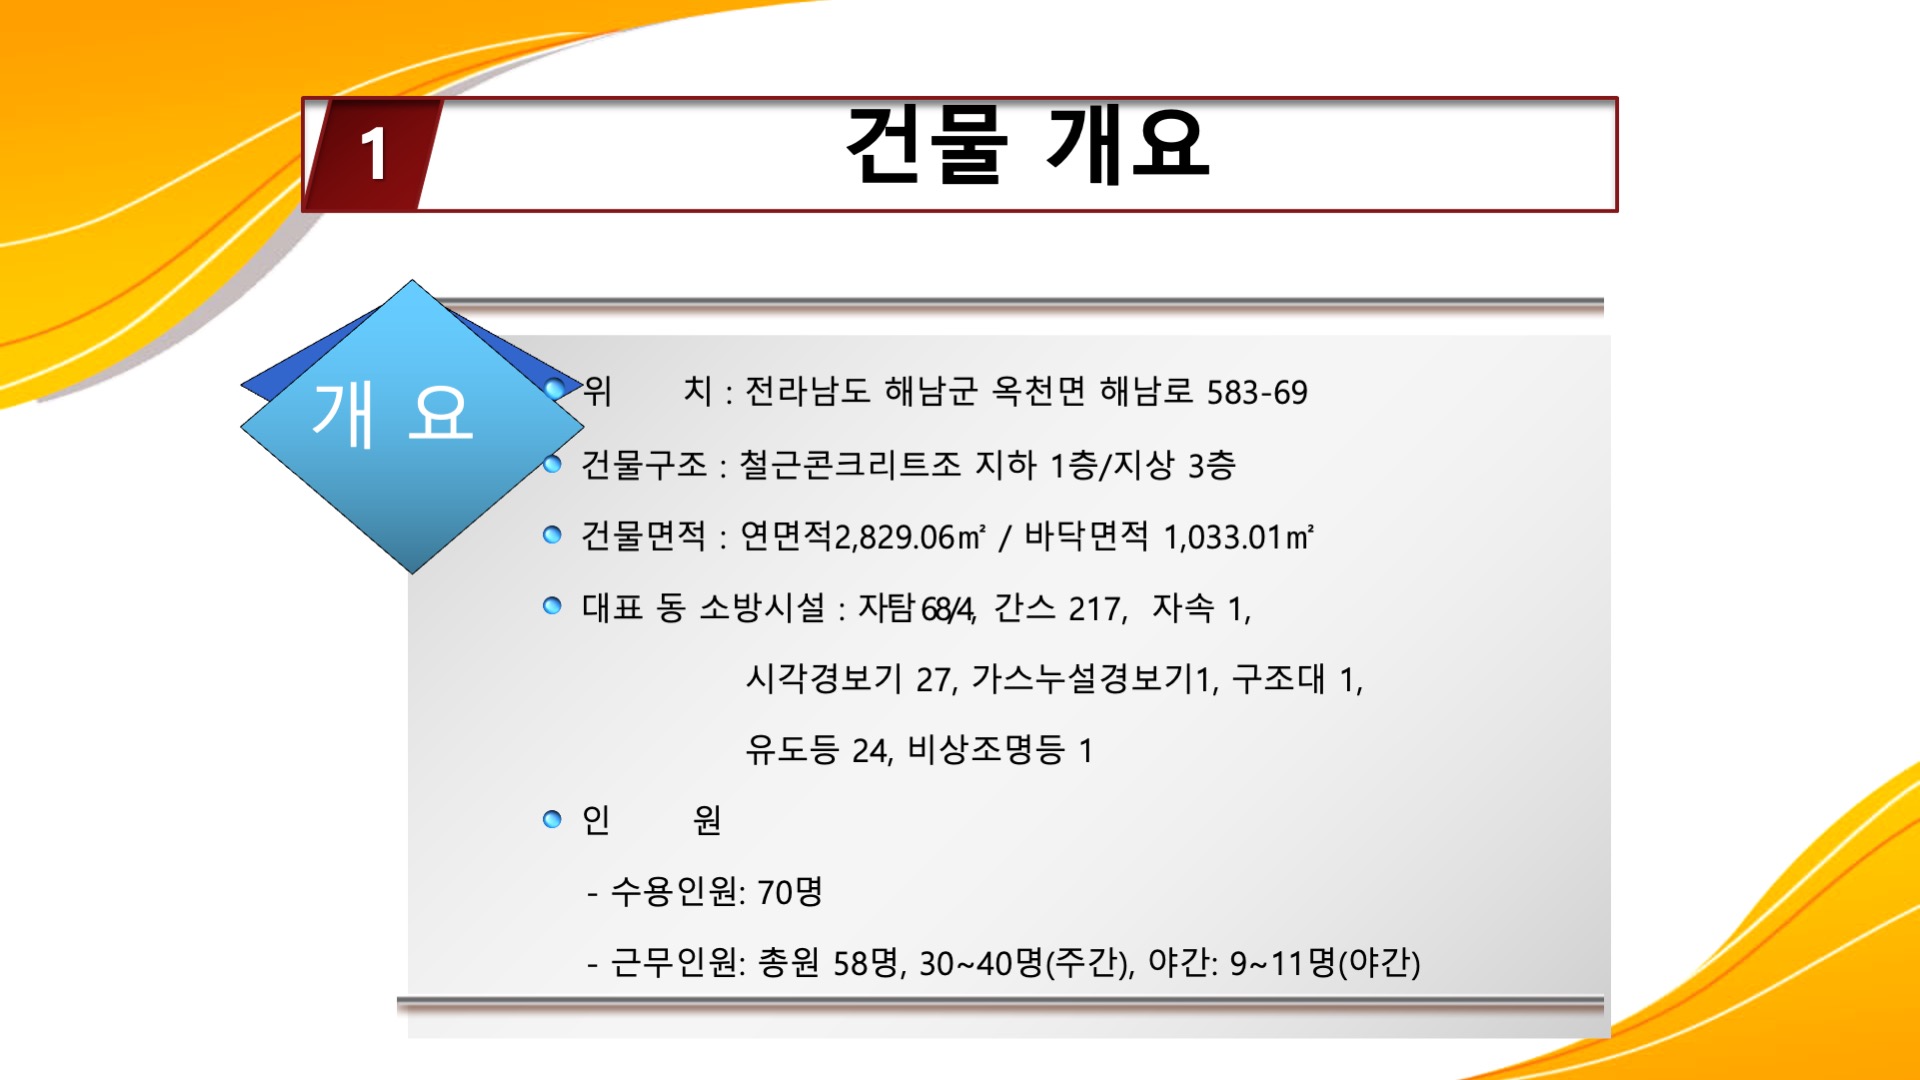 1
건물 개요
개 요
위 치 : 전라남도 해남군 옥천면 해남로 583-69
건물구조 : 철근콘크리트조 지하 1층/지상 3층
건물면적 : 연면적2,829.06㎡ / 바닥면적 1,033.01㎡
대표 동 소방시설 : 자탐68/4, 간스 217, 자속 1,
시각경보기 27, 가스누설경보기1, 구조대 1,
유도등 24, 비상조명등 1
인 원
- 수용인원: 70명
- 근무인원: 총원 58명, 30~40명(주간), 야간: 9~11명(야간)